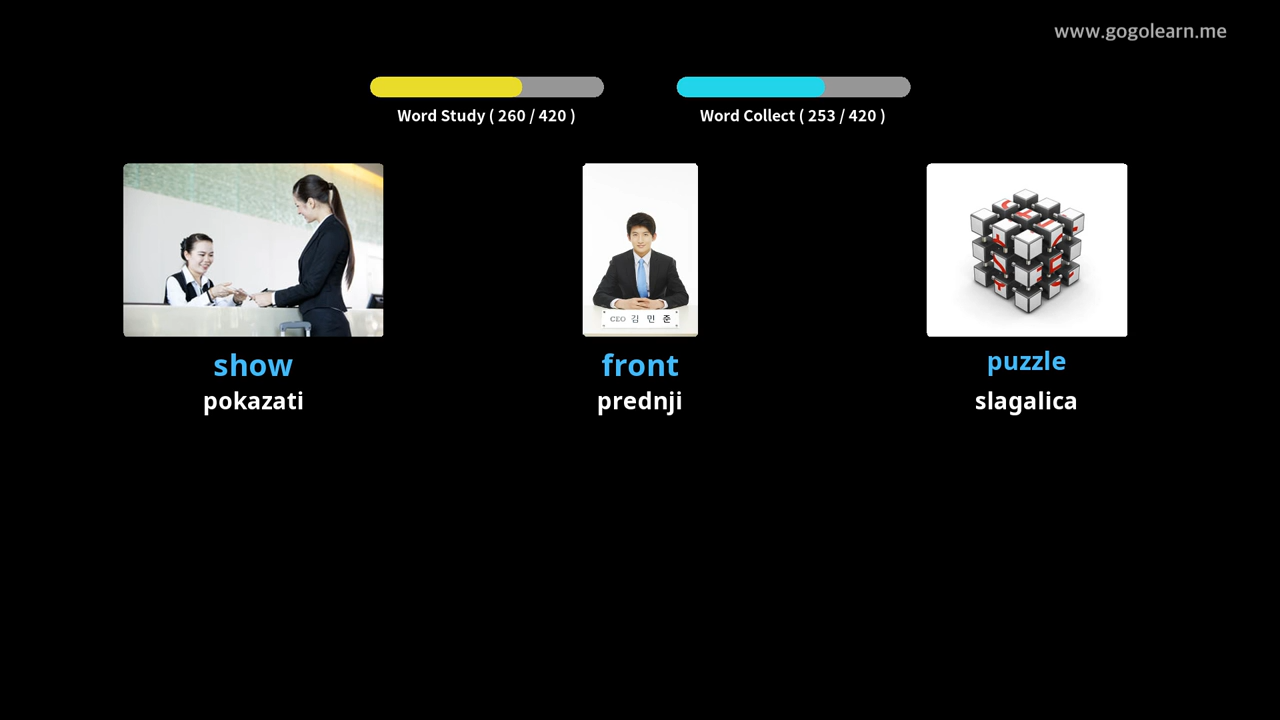 www.gogolearn.me
Word Study ( 260 / 420 )
Word Collect ( 253 / 420 )
CEO 김 민 준
show
front
puzzle
pokazati
prednji
slagalica